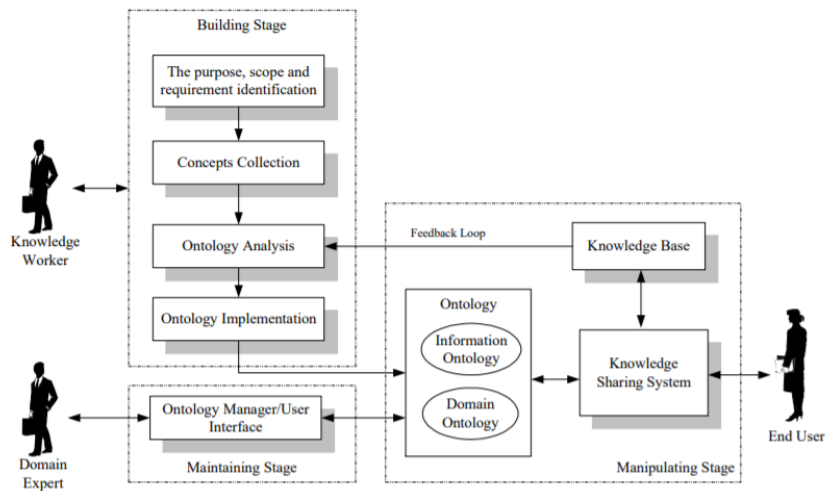 Building Stage
The purpose, scope and
requirement identification
Concepts Collection
Knowledge
Worker
Ontology Analysis
Feedback Loop
Knowledge Base
Ontology Implementation
Ontology
Information
Ontology
Domain
Ontology
Knowledge
Sharing System
End User
Ontology Manager/User
Interface
Maintaining Stage
Domain
Expert
Manipulating Stage